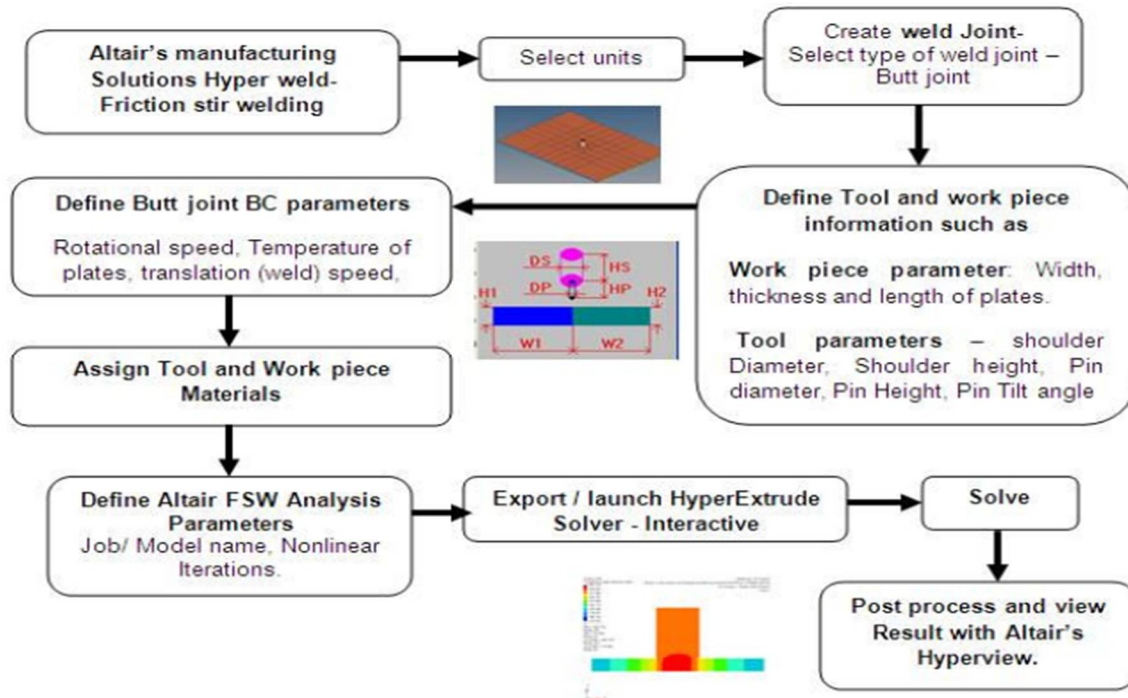 Altair's manufacturing
Solutions Hyper weld-
Friction stir welding
Select units
Create weld Joint-
Select type of weld joint –
Butt joint
Define Tool and work piece
information such as
Work piece parameter: Width,
thickness and length of plates.
Tool parameters – shoulder
Diameter, Shoulder height, Pin
diameter, Pin Height, Pin Tilt angle
Define Butt joint BC parameters
Rotational speed, Temperature of
plates, translation (weld) speed,
DS
HS
H1
DP
HP
H2
W1
W2
Assign Tool and Work piece
Materials
Define Altair FSW Analysis
Parameters
Job/ Model name, Nonlinear
Iterations.
Export / launch HyperExtrude
Solver - Interactive
Solve
Post process and view
Result with Altair's
Hyperview.